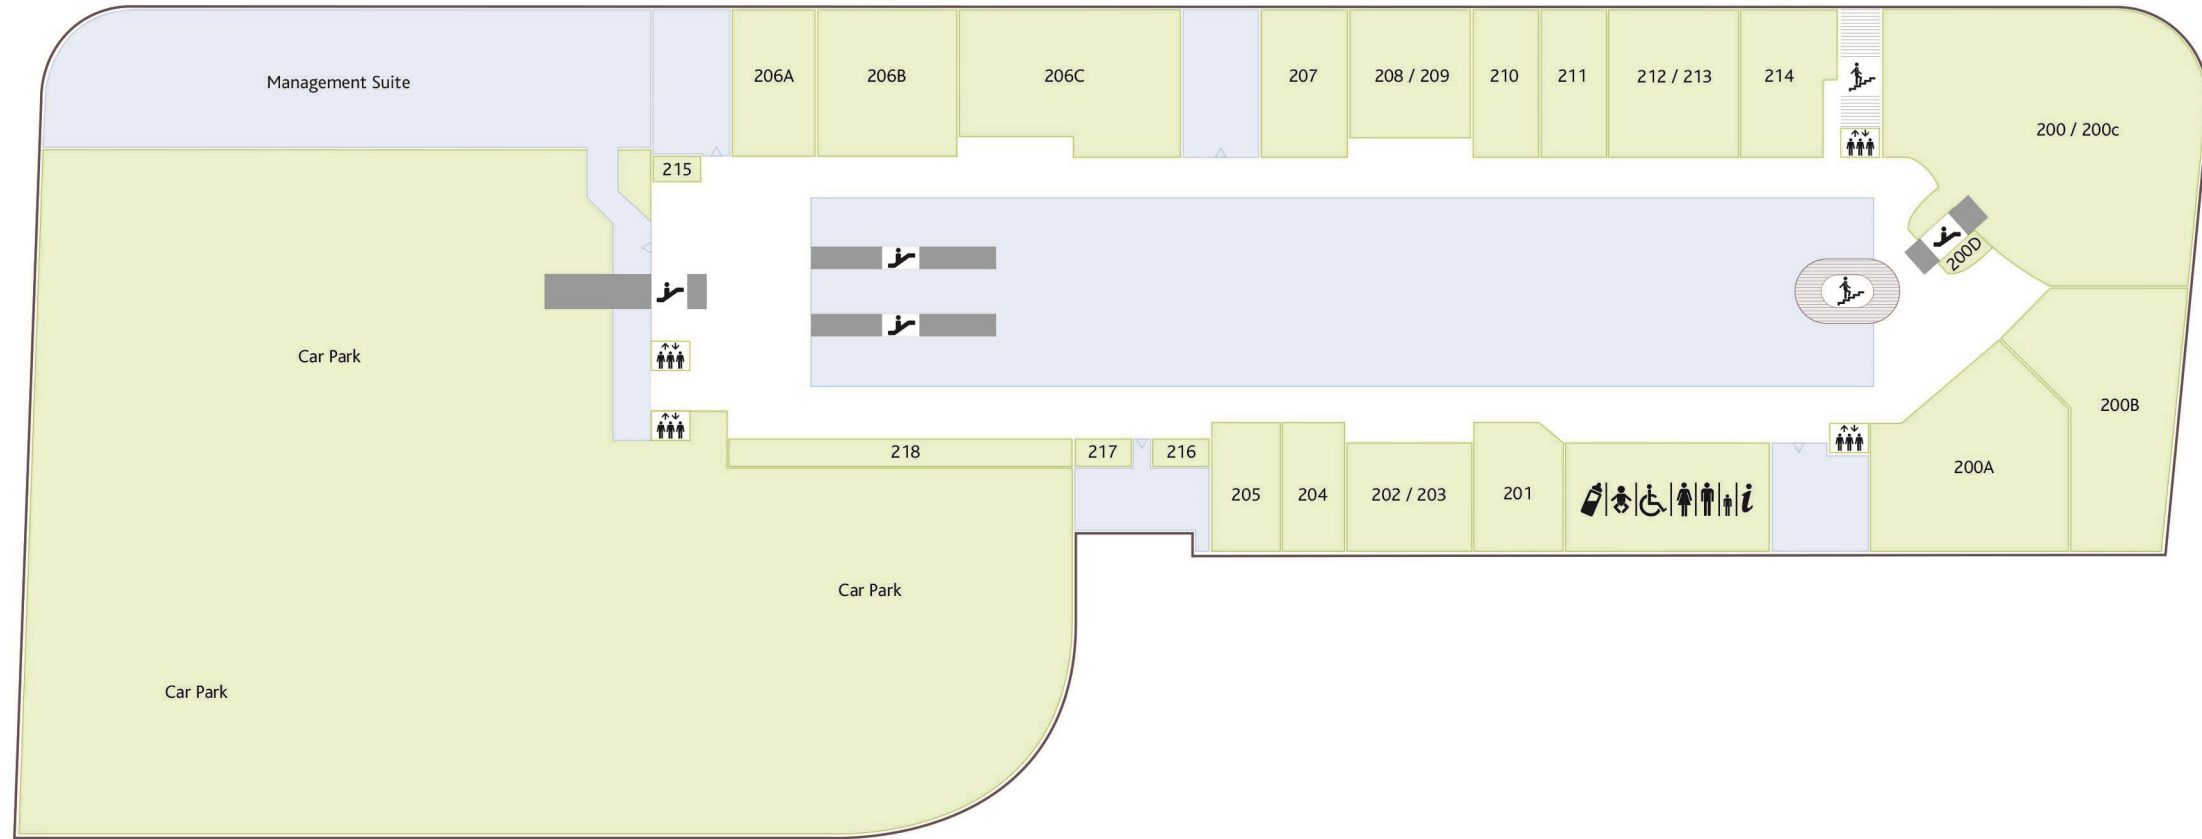 Management Suite
206A
206B
206C
207
208 / 209
210
211
212 / 213
214
200 / 200c
215
200D
Car Park
200B
218
217
216
205
204
202 / 203
201
i
200A
Car Park
Car Park